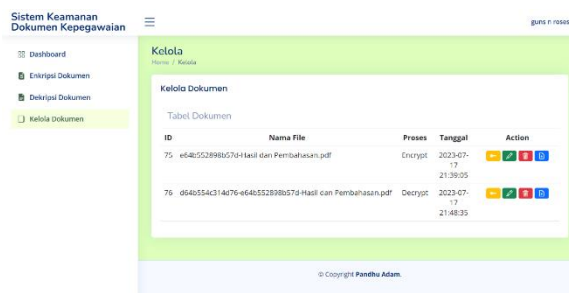 Sistem Keamanan
Dokumen Kepegawaian
guns n roses
Dashboard
Enkripsi Dokumen
Dekripsi Dokumen
Kelola Dokumen
Kelola
Home / Kelola
Kelola Dokumen
Tabel Dokumen
ID Nama File Proses Tanggal Action
75 e64b552898b57d-Hasil dan Pembahasan.pdf Encrypt 2023-07-
17
21:39:05
76 d64b554c314d76-e64b552898b57d-Hasil dan Pembahasan.pdf Decrypt 2023-07-
17
21:48:35
© Copyright Pandhu Adam.